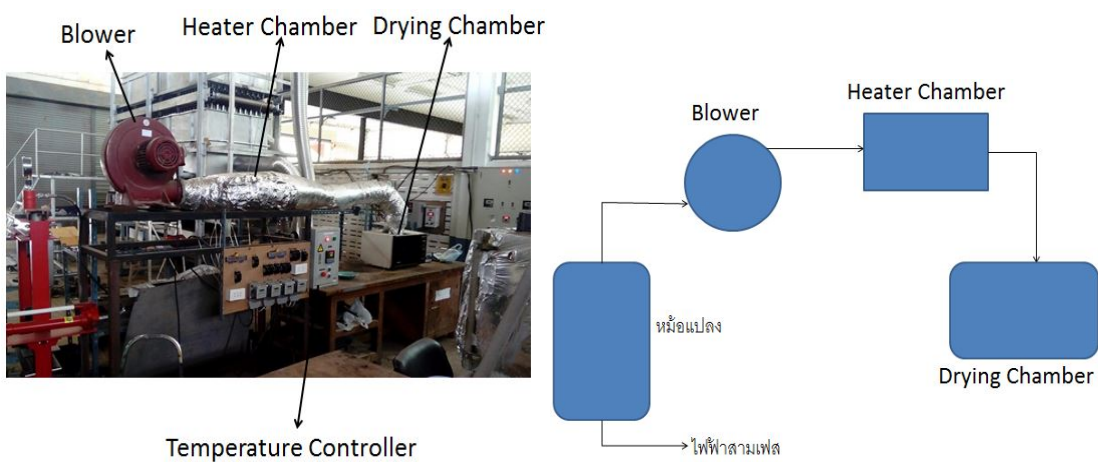 Blower
Heater Chamber
Drying Chamber
Temperature Controller
Blower
Heater Chamber
หม้อแปลง
Drying Chamber
ไฟฟ้าสามเฟส